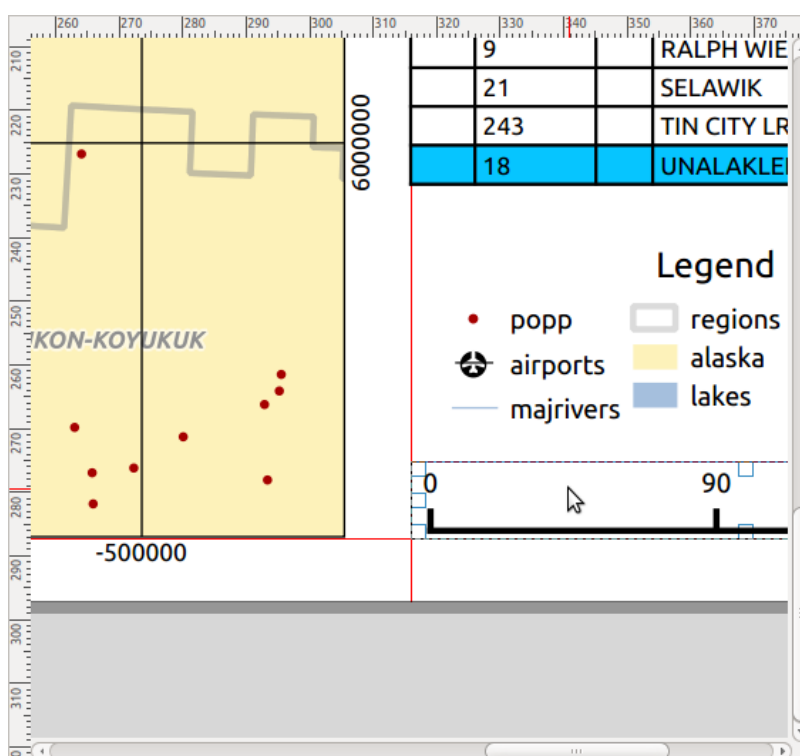 260 270 280 290 300 310 320 330 340 350 360 370
210
220
230
240
250
260
270
280
290
300
310
9 RALPH WIE
21 SELAWIK
243 TIN CITY LR
18 UNALAKLE
6000000
IKON-KOYUKUK
-500000
Legend
popp
airports
majrivers
regions
alaska
lakes
0 90